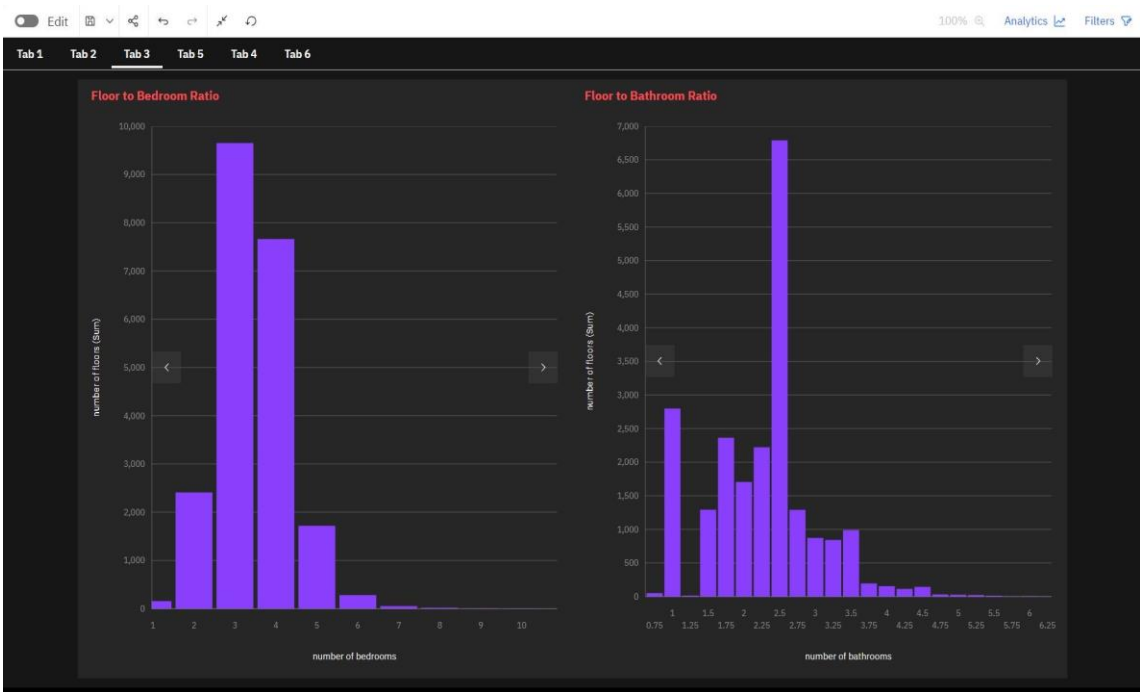 Edit
100% Analytics Filters
Tab 1 Tab 2 Tab 3 Tab 5 Tab 4 Tab 6
Floor to Bedroom Ratio
number of floors (Sum)
10,000
9,000
8,000
7,000
6,000
5,000
4,000
3,000
2,000
1,000
0
1 2 3 4 5 6 7 8 9 10
number of bedrooms
Floor to Bathroom Ratio
number of floors (Sum)
7,000
6,500
6,000
5,500
5,000
4,500
4,000
3,500
3,000
2,500
2,000
1,500
1,000
500
0
1 1.5 2 2.5 3 3.5 4 4.5 5 5.5 6
0.75 1.25 1.75 2.25 2.75 3.25 3.75 4.25 4.75 5.25 5.75 6.25
number of bathrooms